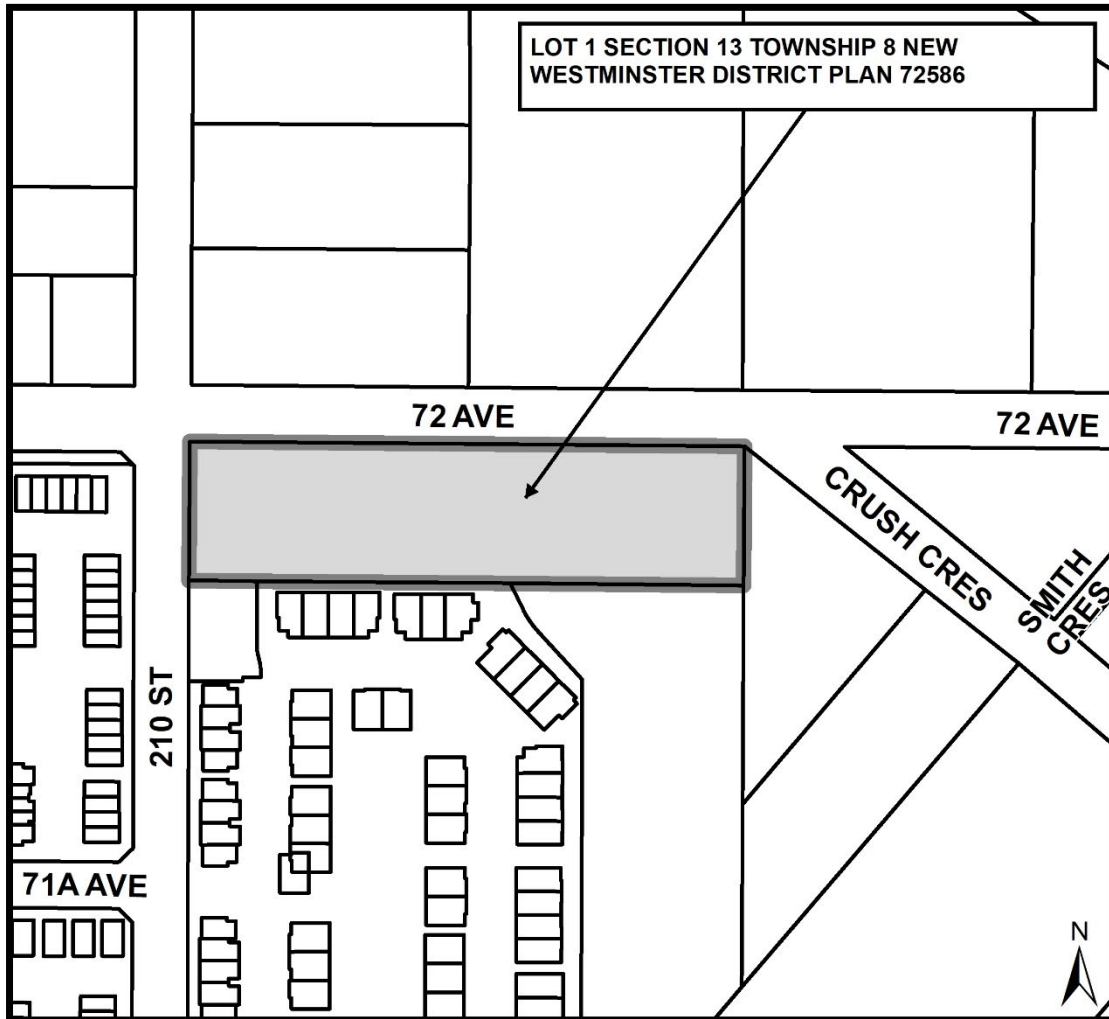 LOT 1 SECTION 13 TOWNSHIP 8 NEW
WESTMINSTER DISTRICT PLAN 72586
72 AVE
72 AVE
CRUSH CRES
SMITH
CRES
210 ST
71A AVE
N